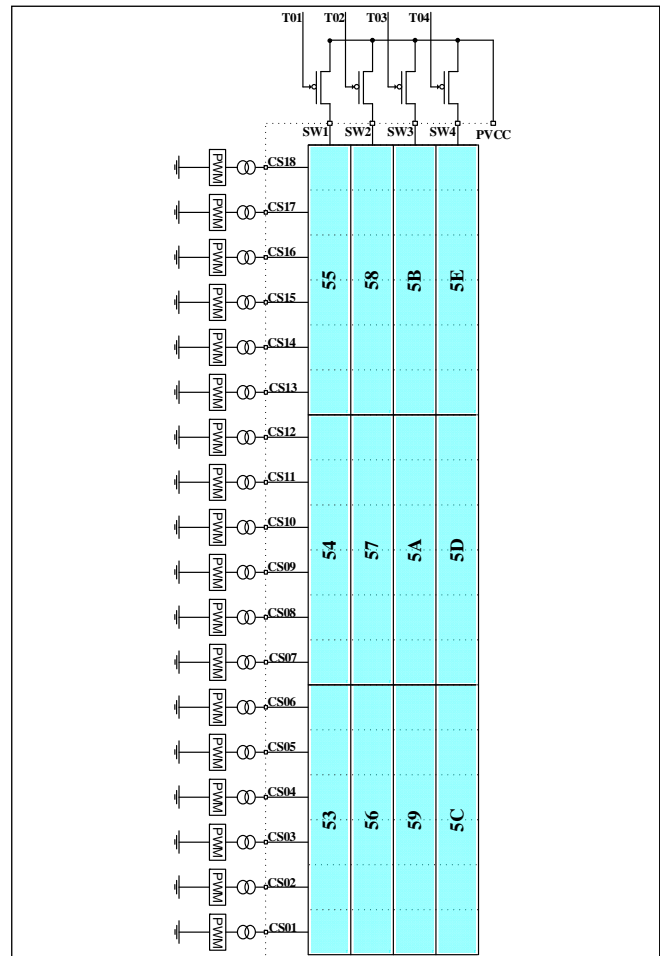 T01 T02 T03 T04
SW1 SW2 SW3 SW4 PVCC
PWM CS18
PWM CS17
PWM CS16
55 58 5B 5E
PWM CS15
PWM CS14
PWM CS13
PWM CS12
PWM CS11
PWM CS10
54 57 5A 5D
PWM CS09
PWM CS08
PWM CS07
PWM CS06
PWM CS05
PWM CS04
53 56 59 5C
PWM CS03
PWM CS02
PWM CS01